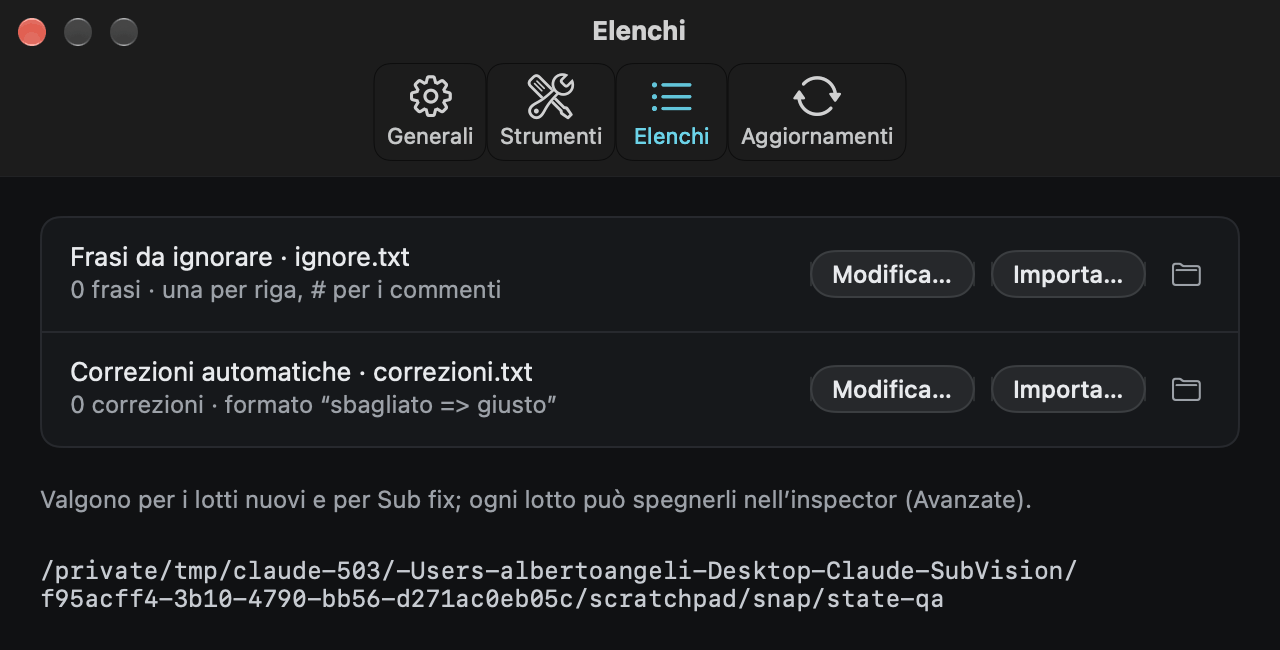 Elenchi
Generali Strumenti Elenchi Aggiornamenti
Frasi da ignorare · ignore.txt
0 frasi · una per riga, # per i commenti
Modifica... Importa...
Correzioni automatiche · correzioni.txt
0 correzioni · formato “sbagliato => giusto”
Modifica... Importa...
Valgono per i lotti nuovi e per Sub fix; ogni lotto può spegnerli nell’inspector (Avanzate).
/private/tmp/claude-503/-Users-albertoangeli-Desktop-Claude-SubVision/
f95acff4-3b10-4790-bb56-d271ac0eb05c/scratchpad/snap/state-qa